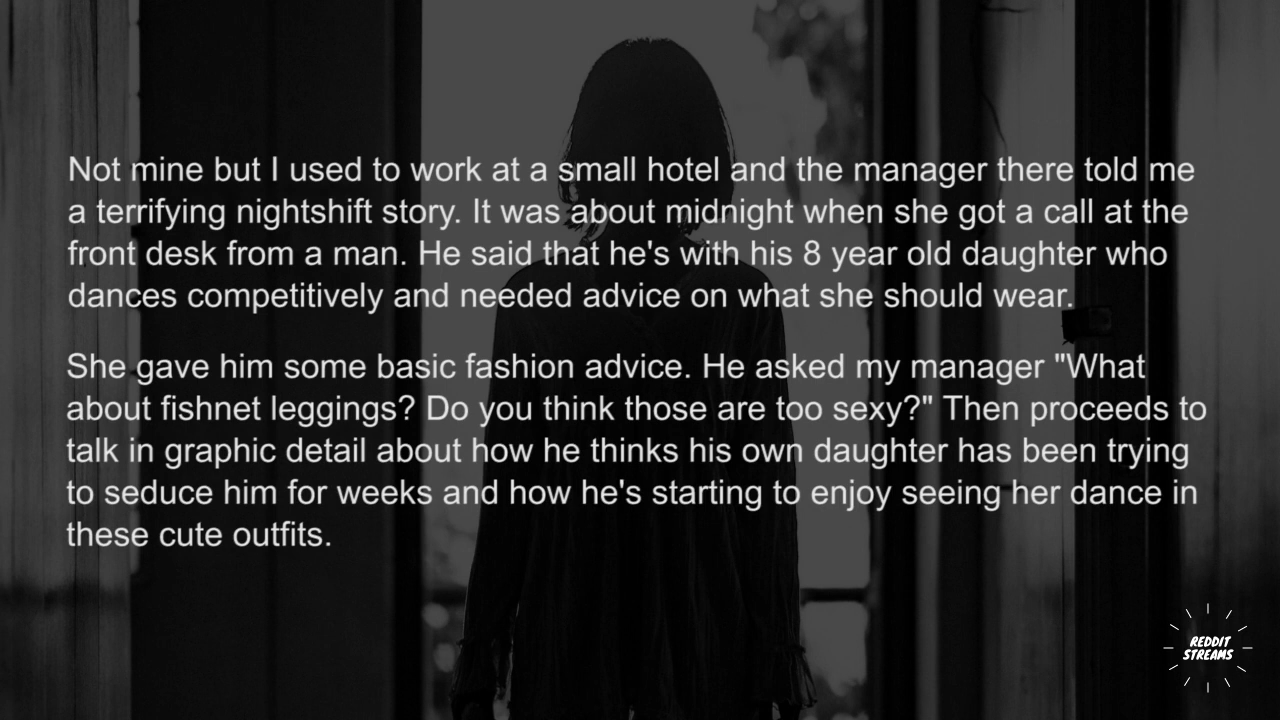 Not mine but I used to work at a small hotel and the manager there told me
a terrifying nightshift story. It was about midnight when she got a call at the
front desk from a man. He said that he's with his 8 year old daughter who
dances competitively and needed advice on what she should wear.
She gave him some basic fashion advice. He asked my manager "What
about fishnet leggings? Do you think those are too sexy?" Then proceeds to
talk in graphic detail about how he thinks his own daughter has been trying
to seduce him for weeks and how he's starting to enjoy seeing her dance in
these cute outfits.
REDDIT
STREAMS